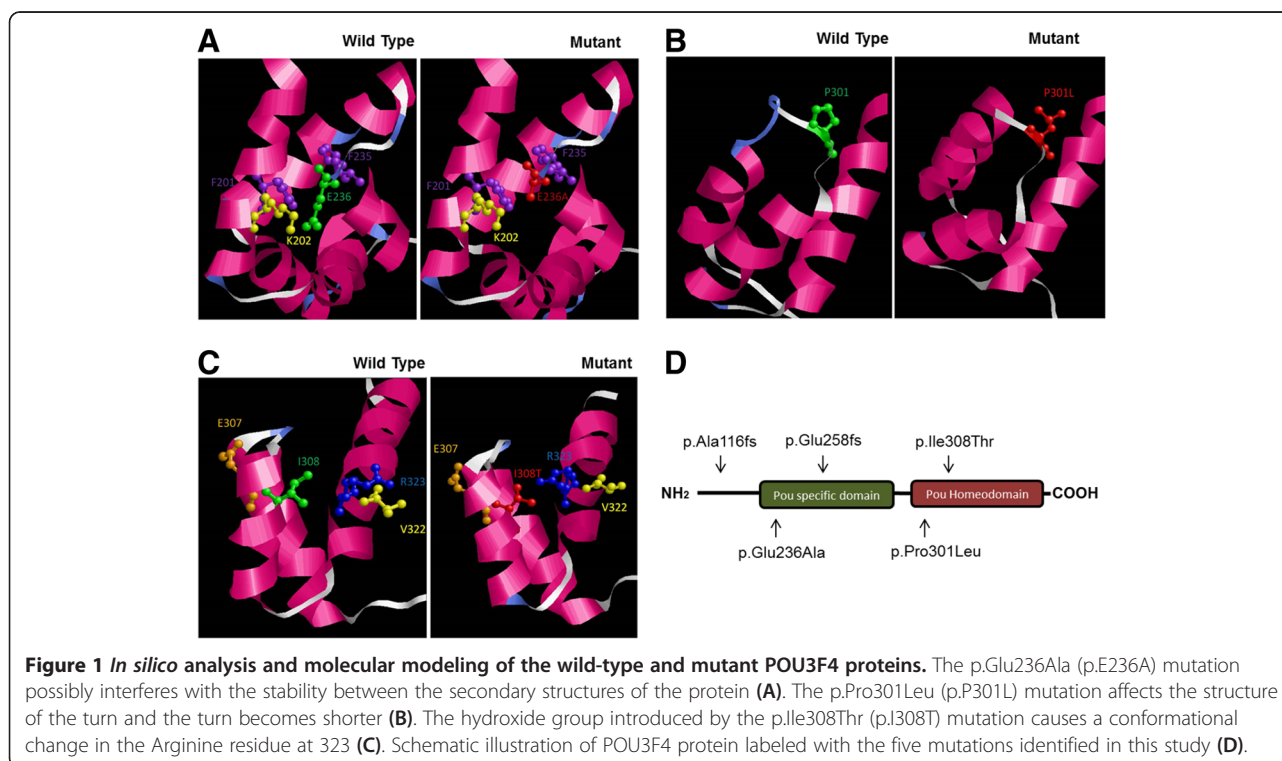 A
Wild Type
Mutant
F235
F201
E236
K202
F235
F201
E236A
K202
B
Wild Type
Mutant
P301
P301L
C
Wild Type
Mutant
E307
I308
R323
V322
E307
I308T
R323
V322
D
p.Ala116fs
p.Glu258fs
p.Ile308Thr
NH₂
Pou specific domain
Pou Homeodomain
COOH
p.Glu236Ala
p.Pro301Leu
Figure 1 In silico analysis and molecular modeling of the wild-type and mutant POU3F4 proteins. The p.Glu236Ala (p.E236A) mutation
possibly interferes with the stability between the secondary structures of the protein (A). The p.Pro301Leu (p.P301L) mutation affects the structure
of the turn and the turn becomes shorter (B). The hydroxide group introduced by the p.Ile308Thr (p.I308T) mutation causes a conformational
change in the Arginine residue at 323 (C). Schematic illustration of POU3F4 protein labeled with the five mutations identified in this study (D).